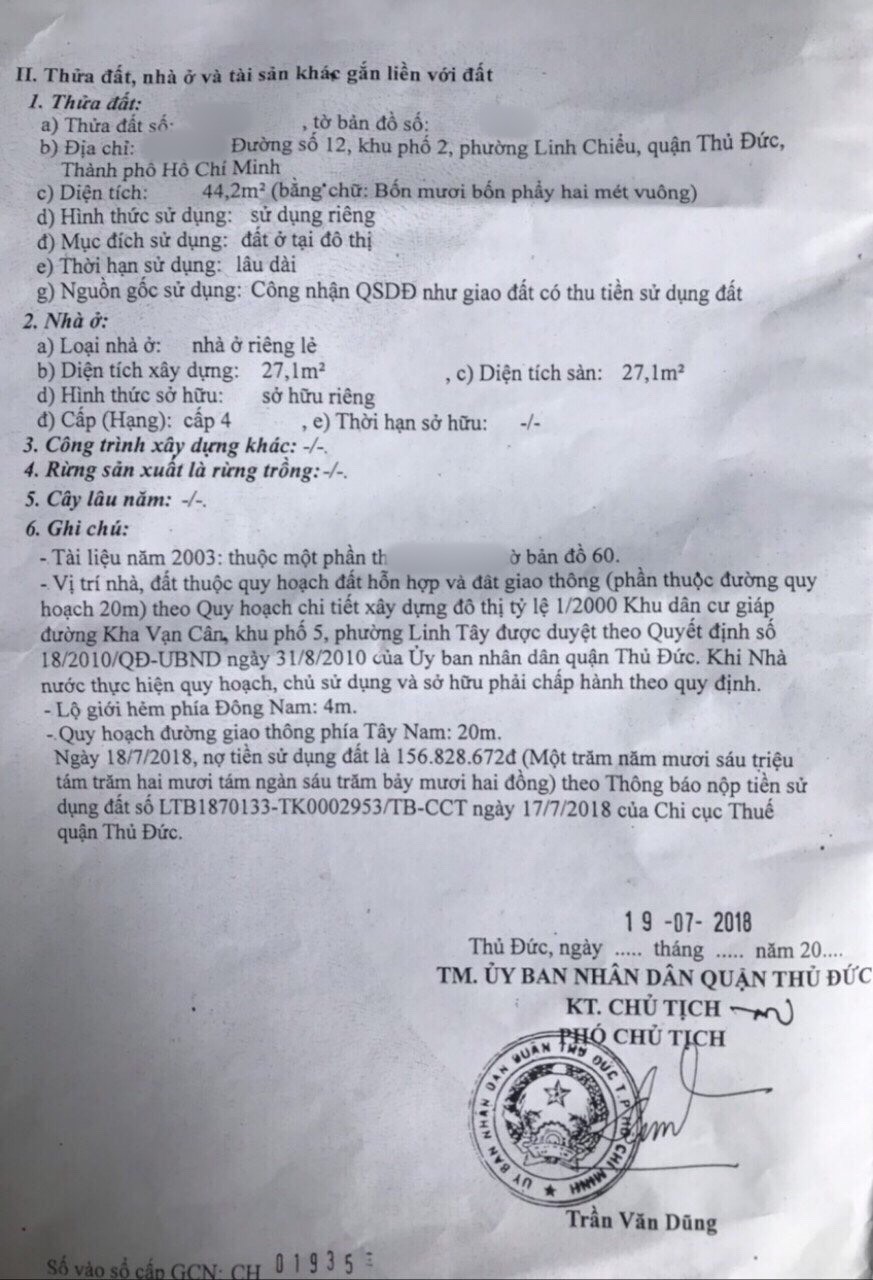 II. Thửa đất, nhà ở và tài sản khác gắn liền với đất
1. Thửa đất:
a) Thửa đất số: , tờ bản đồ số:
b) Địa chỉ: Đường số 12, khu phố 2, phường Linh Chiểu, quận Thủ Đức,
Thành phố Hồ Chí Minh
c) Diện tích: 44,2m² (bằng chữ: Bốn mươi bốn phẩy hai mét vuông)
d) Hình thức sử dụng: sử dụng riêng
đ) Mục đích sử dụng: đất ở tại đô thị
e) Thời hạn sử dụng: lâu dài
g) Nguồn gốc sử dụng: Công nhận QSDĐ như giao đất có thu tiền sử dụng đất
2. Nhà ở:
a) Loại nhà ở: nhà ở riêng lẻ
b) Diện tích xây dựng: 27,1m² , c) Diện tích sàn: 27,1m²
d) Hình thức sở hữu: sở hữu riêng
đ) Cấp (Hạng): cấp 4 , e) Thời hạn sở hữu: -/-
3. Công trình xây dựng khác: -/-.
4. Rừng sản xuất là rừng trồng: -/-.
5. Cây lâu năm: -/-.
6. Ghi chú:
- Tài liệu năm 2003: thuộc một phần th ờ bản đồ 60.
- Vị trí nhà, đất thuộc quy hoạch đất hỗn hợp và đất giao thông (phần thuộc đường quy
hoạch 20m) theo Quy hoạch chi tiết xây dựng đô thị tỷ lệ 1/2000 Khu dân cư giáp
đường Kha Vạn Cân, khu phố 5, phường Linh Tây được duyệt theo Quyết định số
18/2010/QĐ-UBND ngày 31/8/2010 của Ủy ban nhân dân quận Thủ Đức. Khi Nhà
nước thực hiện quy hoạch, chủ sử dụng và sở hữu phải chấp hành theo quy định.
- Lộ giới hẻm phía Đông Nam: 4m.
- Quy hoạch đường giao thông phía Tây Nam: 20m.
Ngày 18/7/2018, nợ tiền sử dụng đất là 156.828.672đ (Một trăm năm mươi sáu triệu
tám trăm hai mươi tám ngàn sáu trăm bảy mươi hai đồng) theo Thông báo nộp tiền sử
dụng đất số LTB1870133-TK0002953/TB-CCT ngày 17/7/2018 của Chi cục Thuế
quận Thủ Đức.
19 -07- 2018
Thủ Đức, ngày ..... tháng ..... năm 20....
TM. ỦY BAN NHÂN DÂN QUẬN THỦ ĐỨC
KT. CHỦ TỊCH
PHÓ CHỦ TỊCH
ỦY BAN NHÂN DÂN QUẬN THỦ ĐỨC T.P HỒ CHÍ MINH
Trần Văn Dũng
Số vào sổ cấp GCN: CH 01935